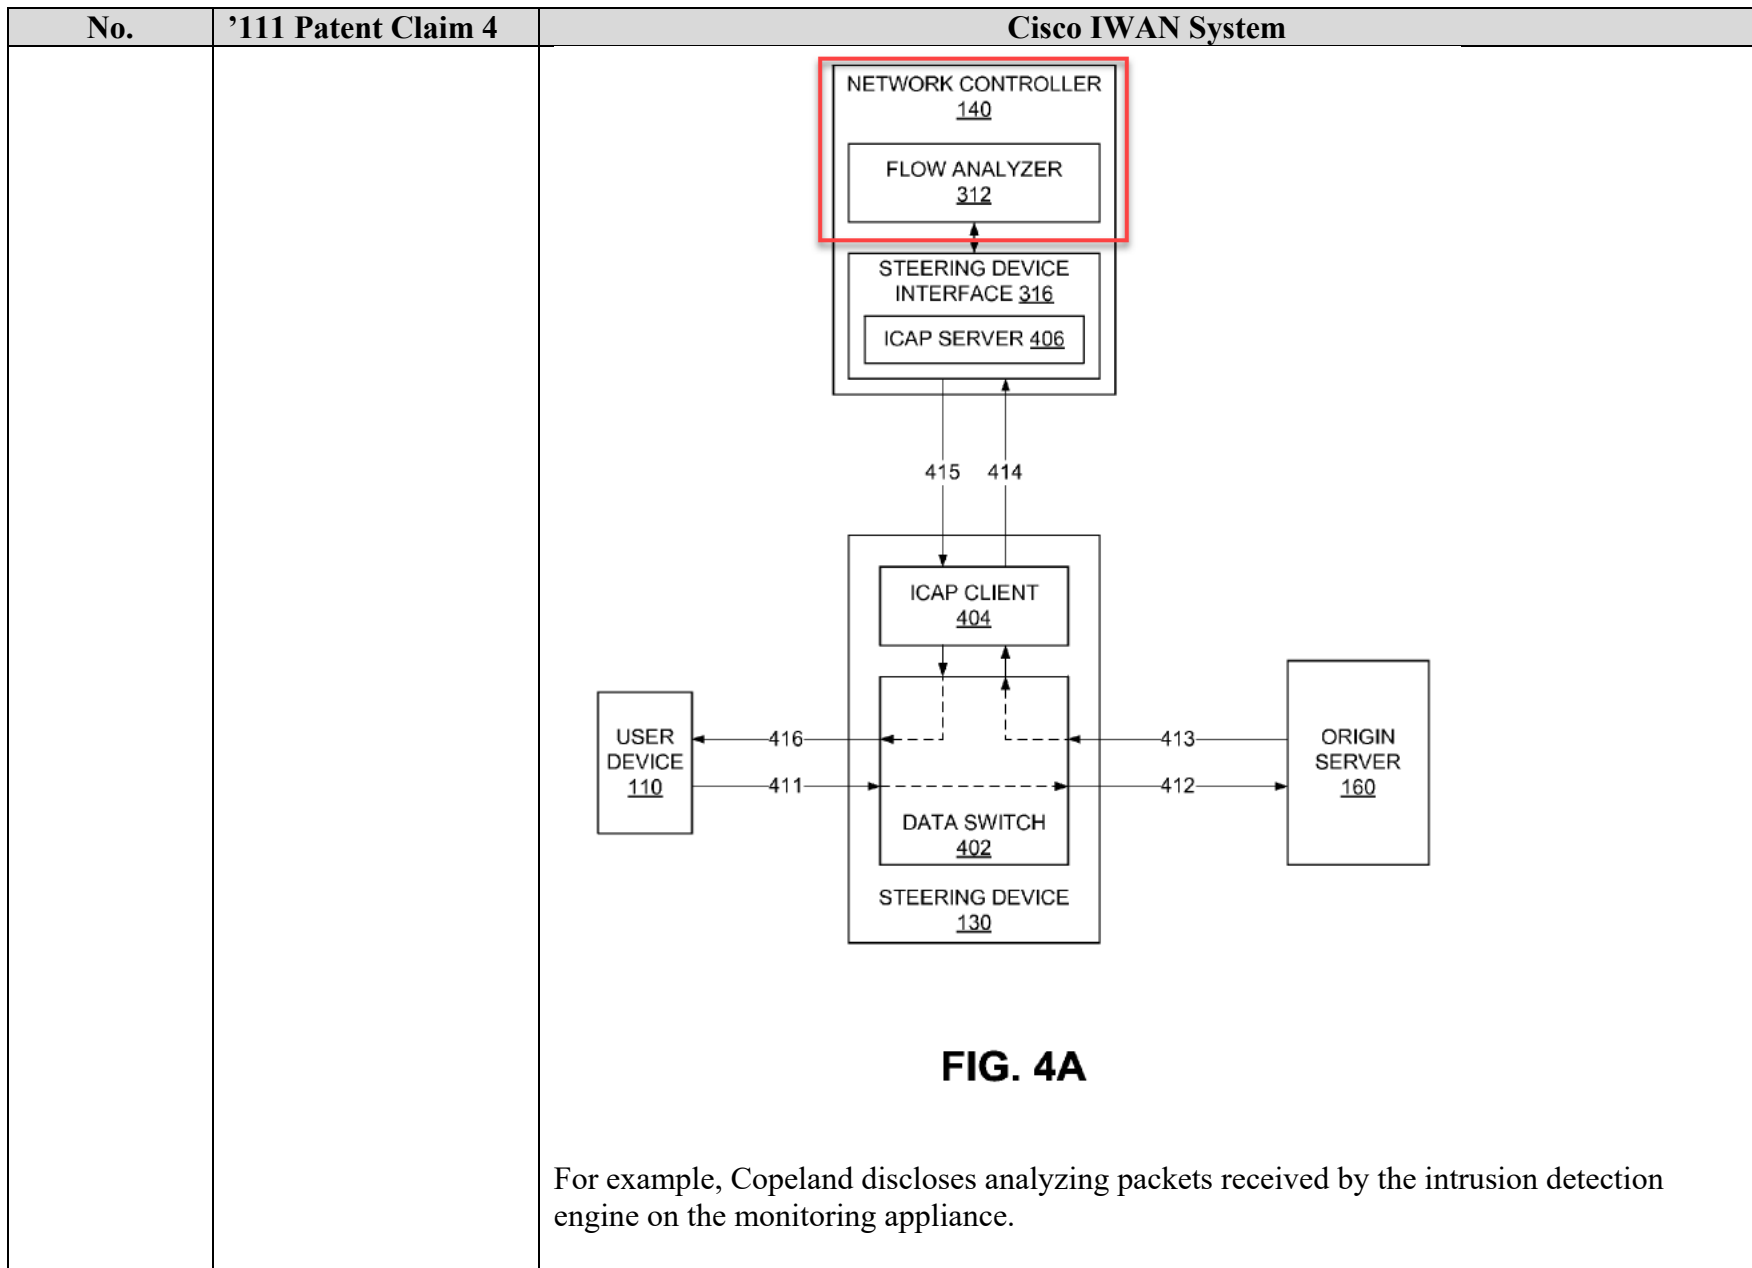 No.
’111 Patent Claim 4
Cisco IWAN System
NETWORK CONTROLLER
140
FLOW ANALYZER
312
STEERING DEVICE
INTERFACE 316
ICAP SERVER 406
415
414
ICAP CLIENT
404
USER
DEVICE
110
416
411
413
412
ORIGIN
SERVER
160
DATA SWITCH
402
STEERING DEVICE
130
FIG. 4A
For example, Copeland discloses analyzing packets received by the intrusion detection
engine on the monitoring appliance.